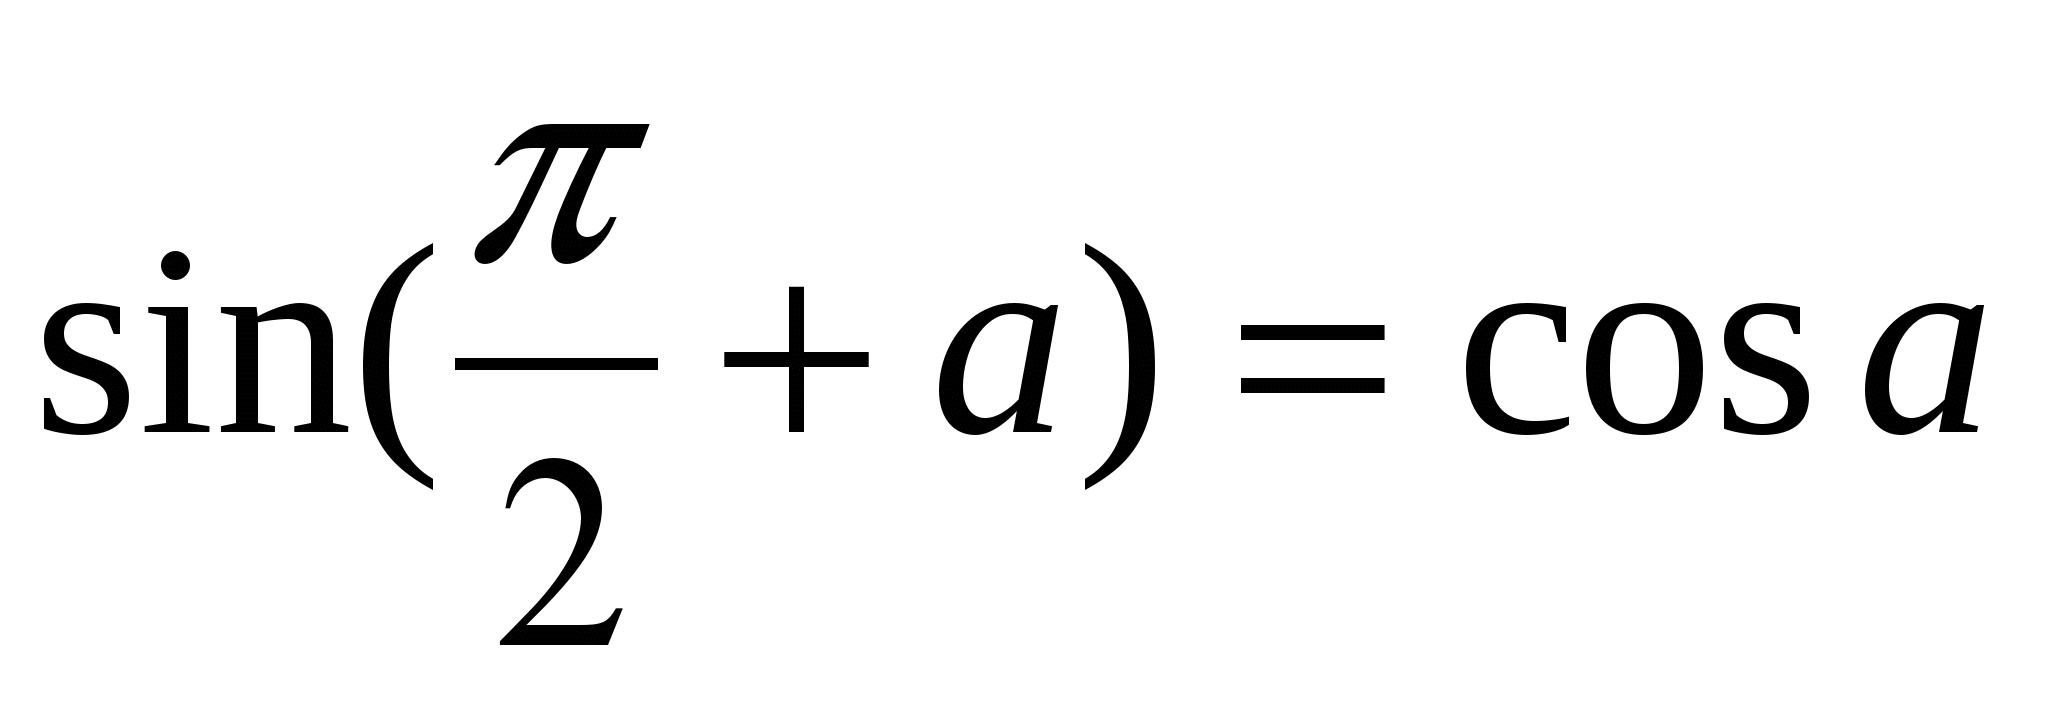 sin(π/2 + a) = cos a